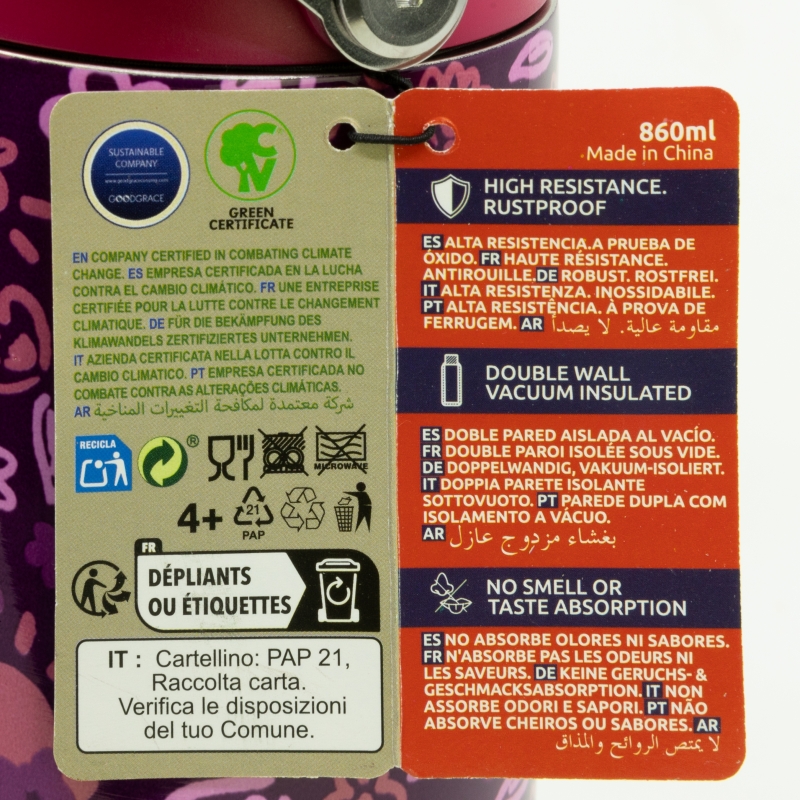 SUSTAINABLE
COMPANY
GOODGRACE
CV
GREEN
CERTIFICATE
EN COMPANY CERTIFIED IN COMBATING CLIMATE
CHANGE. ES EMPRESA CERTIFICADA EN LA LUCHA
CONTRA EL CAMBIO CLIMÁTICO. FR UNE ENTREPRISE
CERTIFIÉE POUR LA LUTTE CONTRE LE CHANGEMENT
CLIMATIQUE. DE FÜR DIE BEKÄMPFUNG DES
KLIMAWANDELS ZERTIFIZIERTES UNTERNEHMEN.
IT AZIENDA CERTIFICATA NELLA LOTTA CONTRO IL
CAMBIO CLIMATICO. PT EMPRESA CERTIFICADA NO
COMBATE CONTRA AS ALTERAÇÕES CLIMÁTICAS.
AR شركة معتمدة لمكافحة التغييرات المناخية
RECICLA
®
MICROWAVE
4+
21
PAP
FR
DÉPLIANTS
OU ÉTIQUETTES
IT : Cartellino: PAP 21,
Raccolta carta.
Verifica le disposizioni
del tuo Comune.
860ml
Made in China
HIGH RESISTANCE.
RUSTPROOF
ES ALTA RESISTENCIA.A PRUEBA DE
ÓXIDO. FR HAUTE RÉSISTANCE.
ANTIROUILLE.DE ROBUST. ROSTFREI.
IT ALTA RESISTENZA. INOSSIDABILE.
PT ALTA RESISTÊNCIA. À PROVA DE
FERRUGEM. AR مقاومة عالية. لا يصدأ
DOUBLE WALL
VACUUM INSULATED
ES DOBLE PARED AISLADA AL VACÍO.
FR DOUBLE PAROI ISOLÉE SOUS VIDE.
DE DOPPELWANDIG, VAKUUM-ISOLIERT.
IT DOPPIA PARETE ISOLANTE
SOTTOVUOTO. PT PAREDE DUPLA COM
ISOLAMENTO A VÁCUO.
AR بغشاء مزدوج عازل
NO SMELL OR
TASTE ABSORPTION
ES NO ABSORBE OLORES NI SABORES.
FR N'ABSORBE PAS LES ODEURS NI
LES SAVEURS. DE KEINE GERUCHS- &
GESCHMACKSABSORPTION. IT NON
ASSORBE ODORI E SAPORI. PT NÃO
ABSORVE CHEIROS OU SABORES. AR
لا يمتص الروائح والمذاق